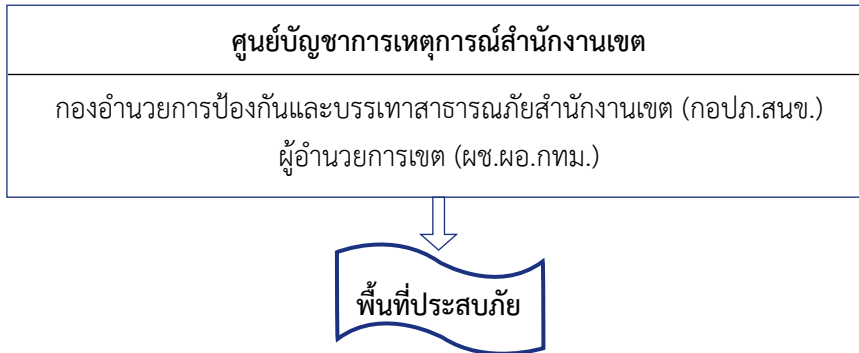 ศูนย์บัญชาการเหตุการณ์สำนักงานเขต
กองอำนวยการป้องกันและบรรเทาสาธารณภัยสำนักงานเขต (กอปภ.สนข.)
ผู้อำนวยการเขต (ผช.ผอ.กทม.)
พื้นที่ประสบภัย